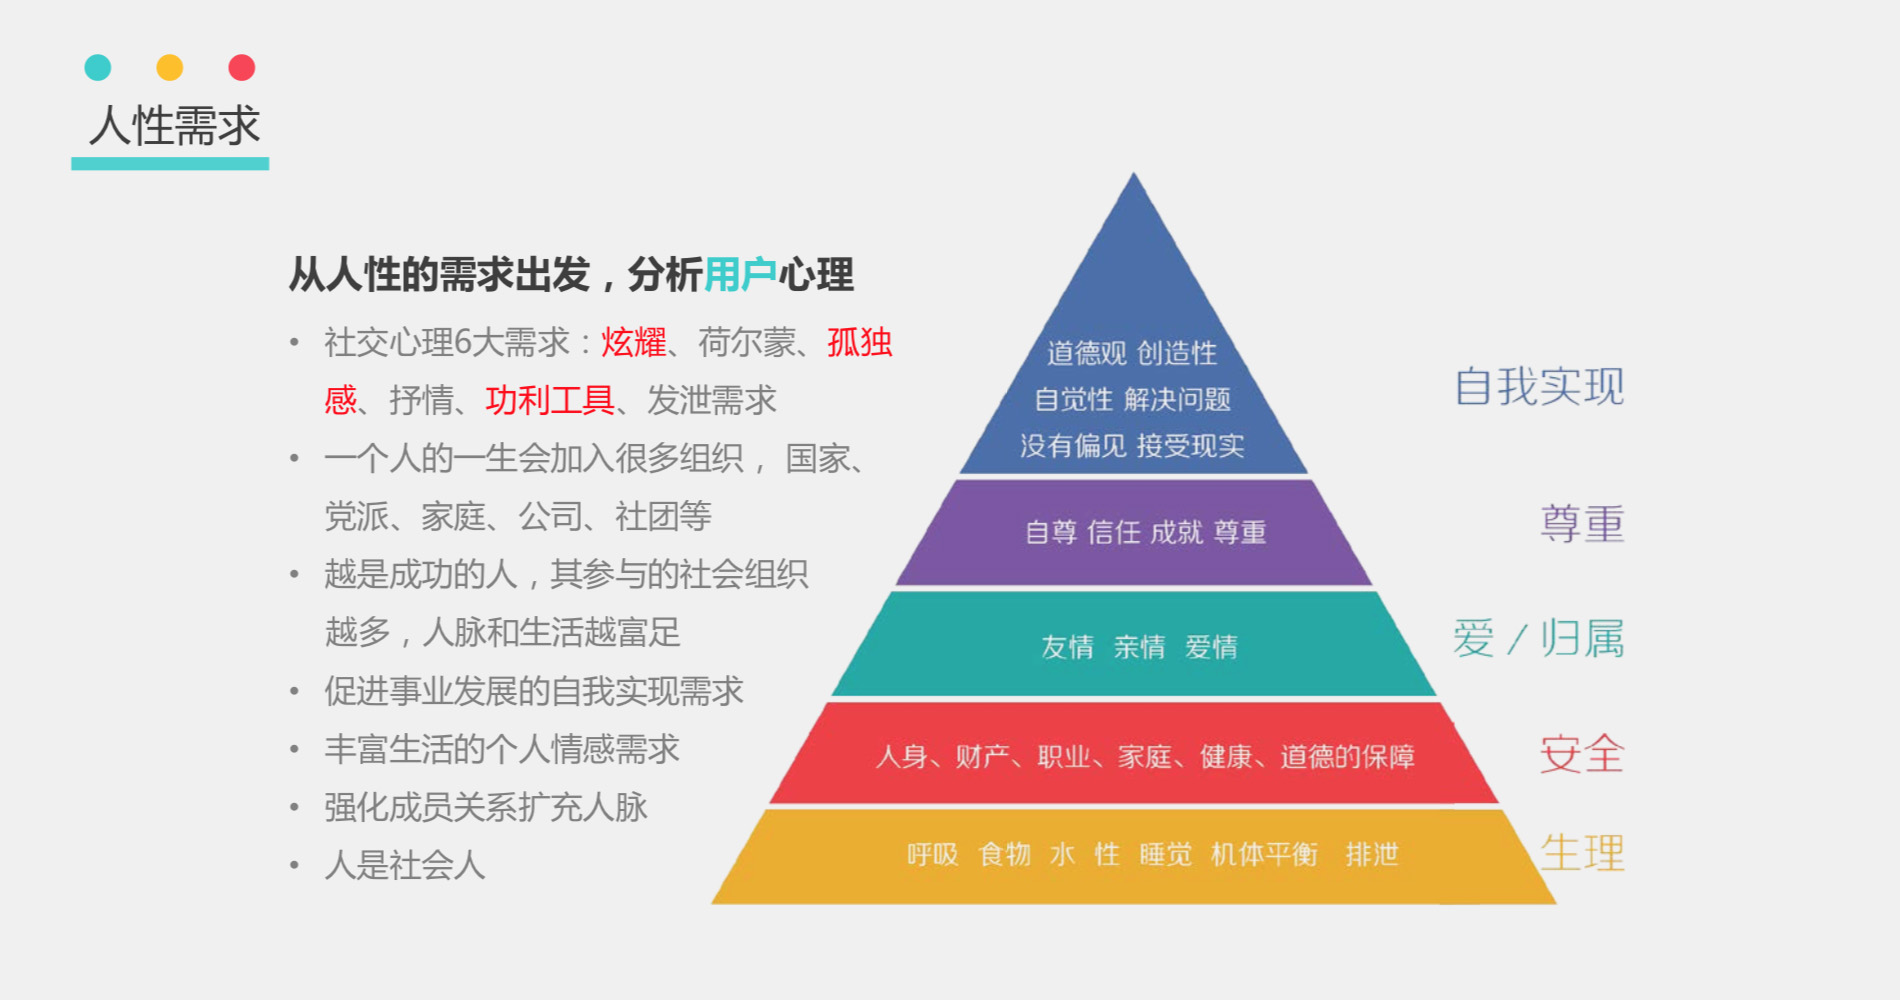 人性需求
从人性的需求出发，分析用户心理
• 社交心理6大需求：炫耀、荷尔蒙、孤独
感、抒情、功利工具、发泄需求
• 一个人的一生会加入很多组织， 国家、
党派、家庭、公司、社团等
• 越是成功的人，其参与的社会组织
越多，人脉和生活越富足
• 促进事业发展的自我实现需求
• 丰富生活的个人情感需求
• 强化成员关系扩充人脉
• 人是社会人
道德观 创造性
自觉性 解决问题
没有偏见 接受现实
自我实现
自尊 信任 成就 尊重
尊重
友情 亲情 爱情
爱 / 归属
人身、财产、职业、家庭、健康、道德的保障
安全
呼吸 食物 水 性 睡觉 机体平衡 排泄
生理